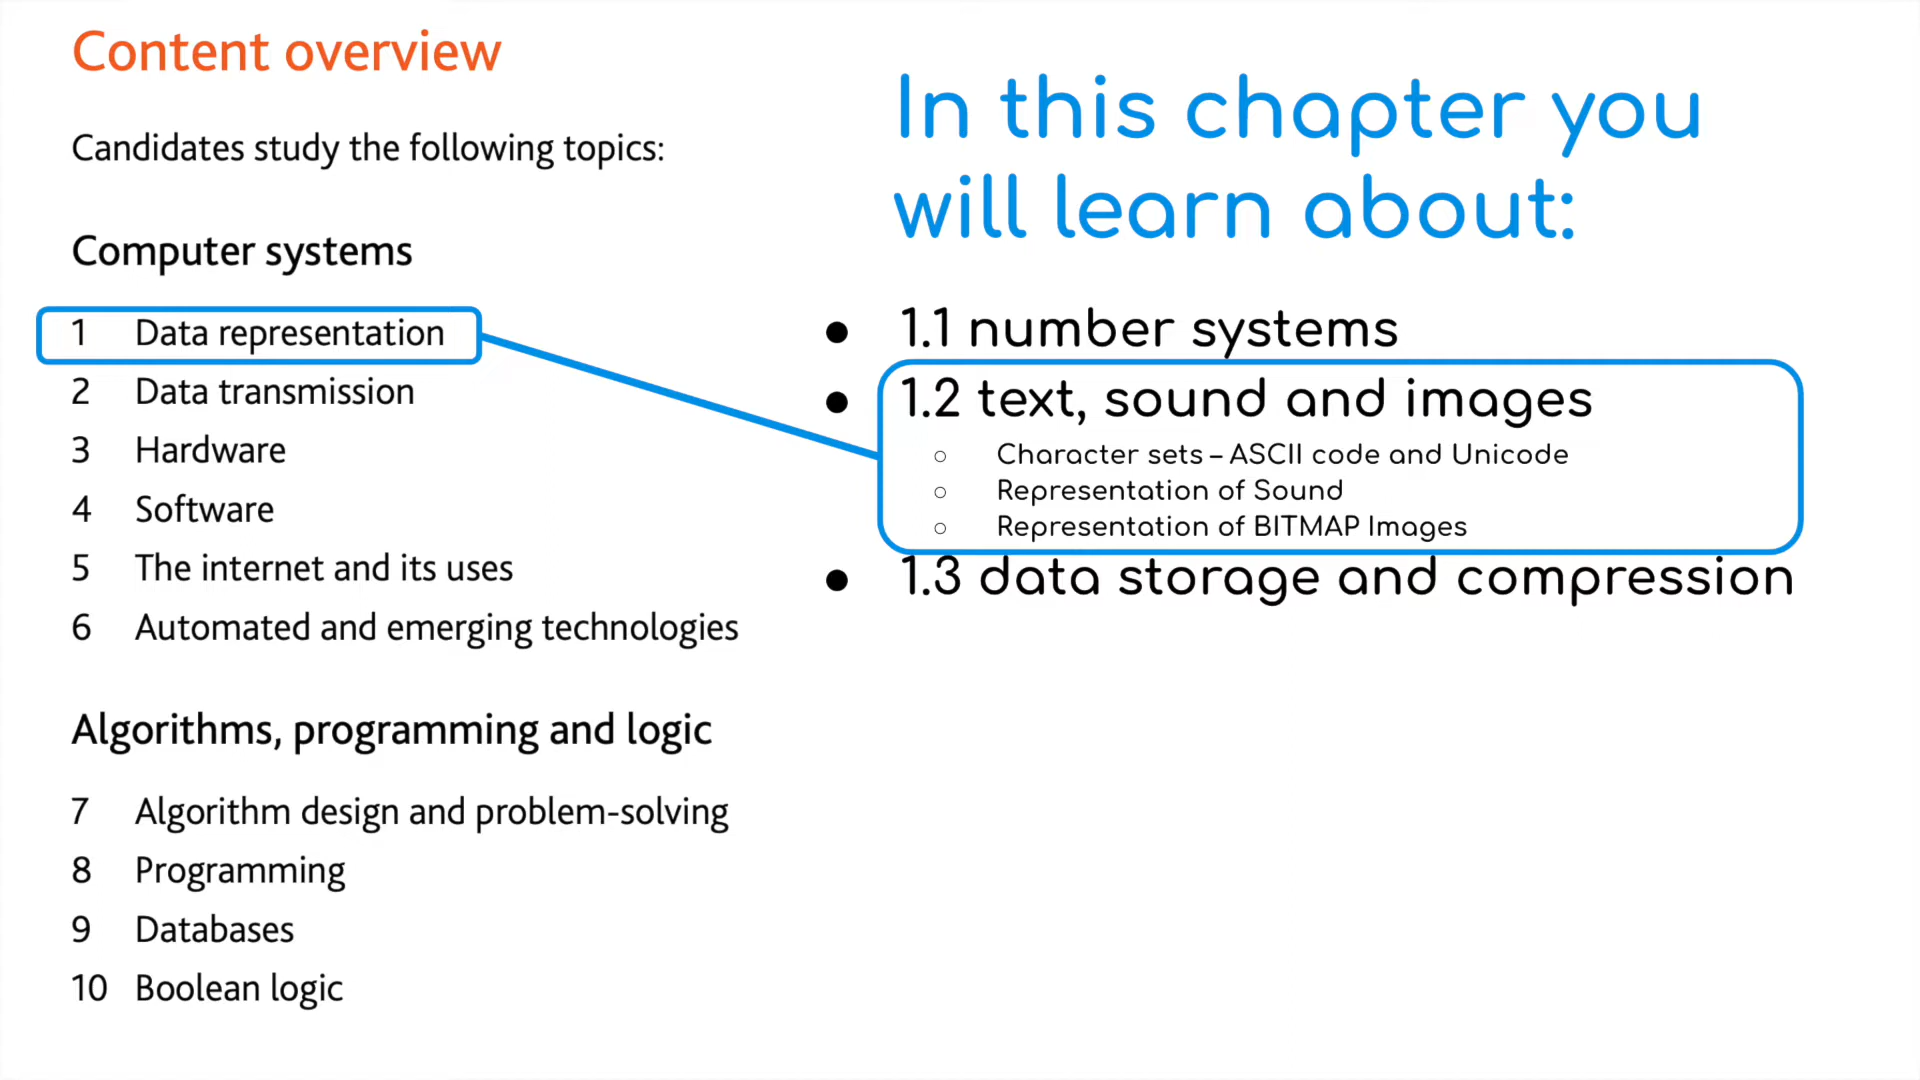 Content overview
Candidates study the following topics:
Computer systems
1 Data representation
2 Data transmission
3 Hardware
4 Software
5 The internet and its uses
6 Automated and emerging technologies
Algorithms, programming and logic
7 Algorithm design and problem-solving
8 Programming
9 Databases
10 Boolean logic
In this chapter you
will learn about:
● 1.1 number systems
● 1.2 text, sound and images
○ Character sets – ASCII code and Unicode
○ Representation of Sound
○ Representation of BITMAP Images
● 1.3 data storage and compression